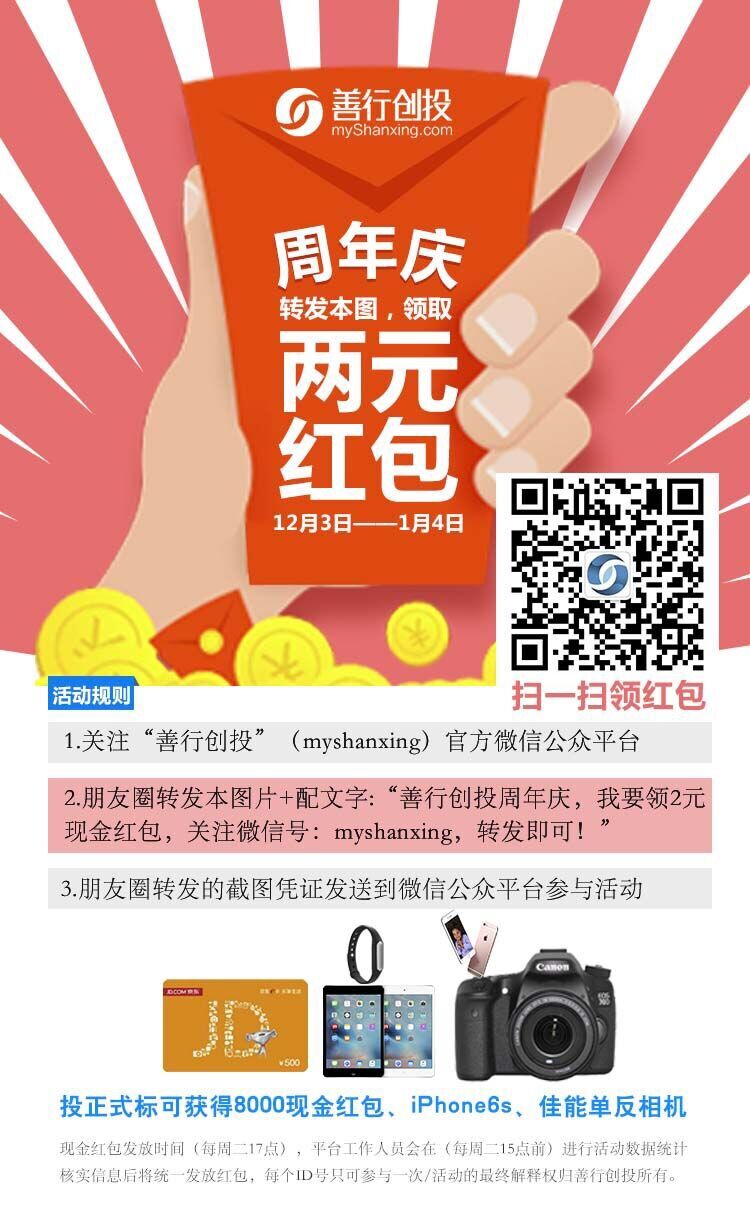 善行创投
myShanxing.com
周年庆
转发本图，领取
两元
红包
12月3日——1月4日
扫一扫领红包
活动规则
1.关注“善行创投”（myshanxing）官方微信公众平台
2.朋友圈转发本图片+配文字:“善行创投周年庆，我要领2元
现金红包，关注微信号：myshanxing，转发即可！”
3.朋友圈转发的截图凭证发送到微信公众平台参与活动
JD.COM 京东
¥500
Canon
EOS
70D
投正式标可获得8000现金红包、iPhone6s、佳能单反相机
现金红包发放时间（每周二17点），平台工作人员会在（每周二15点前）进行活动数据统计
核实信息后将统一发放红包，每个ID号只可参与一次/活动的最终解释权归善行创投所有。